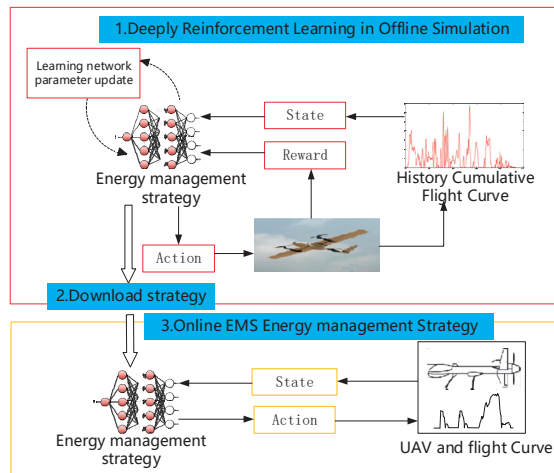 1.Deeply Reinforcement Learning in Offline Simulation
Learning network
parameter update
State
Reward
Energy management
strategy
History Cumulative
Flight Curve
Action
2.Download strategy
3.Online EMS Energy management Strategy
State
Action
Energy management
strategy
UAV and flight Curve